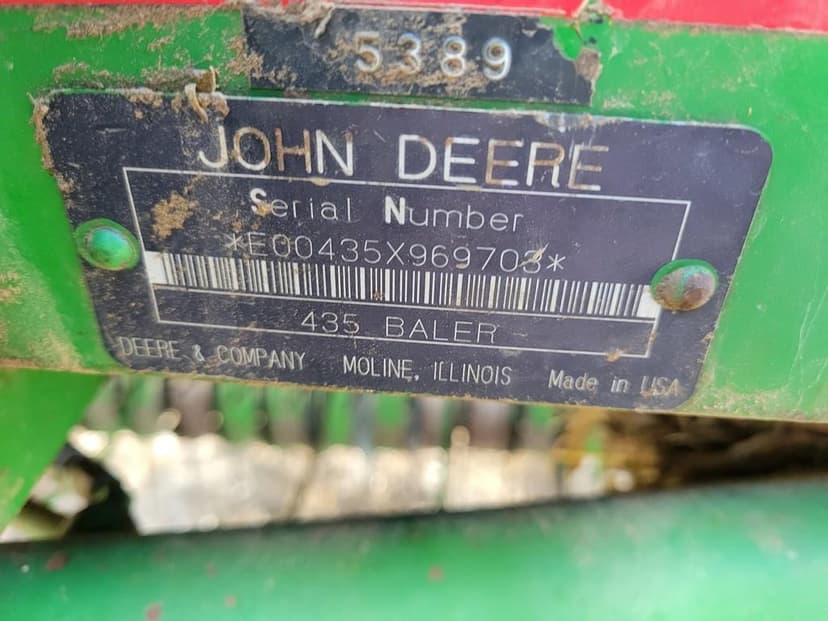 5389
JOHN DEERE
Serial Number
*E00435X969703*
435 BALER
DEERE & COMPANY MOLINE, ILLINOIS Made in USA